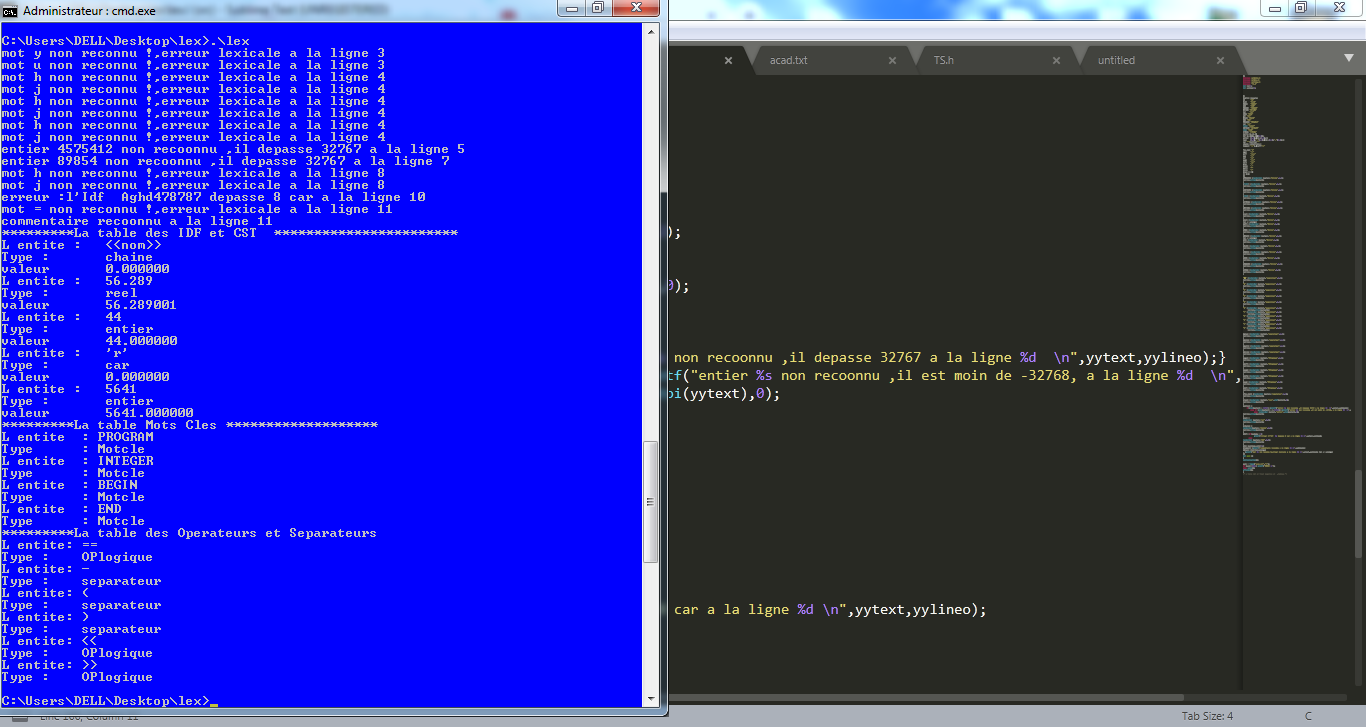 Administrateur : cmd.exe
C:\Users\DELL\Desktop\lex>.\lex
mot y non reconnu !,erreur lexicale a la ligne 3
mot u non reconnu !,erreur lexicale a la ligne 3
mot h non reconnu !,erreur lexicale a la ligne 4
mot j non reconnu !,erreur lexicale a la ligne 4
mot h non reconnu !,erreur lexicale a la ligne 4
mot j non reconnu !,erreur lexicale a la ligne 4
mot h non reconnu !,erreur lexicale a la ligne 4
mot j non reconnu !,erreur lexicale a la ligne 4
entier 4575412 non recoonnu ,il depasse 32767 a la ligne 5
entier 89854 non recoonnu ,il depasse 32767 a la ligne 7
mot h non reconnu !,erreur lexicale a la ligne 8
mot j non reconnu !,erreur lexicale a la ligne 8
erreur :l'Idf  Aghd478787 depasse 8 car a la ligne 10
mot = non reconnu !,erreur lexicale a la ligne 11
commentaire recoonnu a la ligne 11
*********La table des IDF et CST  ***********************
L entite :   <<nom>>
Type :       chaine
valeur       0.000000
L entite :   56.289
Type :       reel
valeur       56.289001
L entite :   44
Type :       entier
valeur       44.000000
L entite :   'r'
Type :       car
valeur       0.000000
L entite :   5641
Type :       entier
valeur       5641.000000
*********La table Mots Cles *******************
L entite  : PROGRAM
Type      : Motcle
L entite  : INTEGER
Type      : Motcle
L entite  : BEGIN
Type      : Motcle
L entite  : END
Type      : Motcle
*********La table des Operateurs et Separateurs
L entite: ==
Type :    OPlogique
L entite: -
Type :    separateur
L entite: (
Type :    separateur
L entite: )
Type :    separateur
L entite: <<
Type :    OPlogique
L entite: >>
Type :    OPlogique
C:\Users\DELL\Desktop\lex>_
acad.txt
TS.h
untitled
);
0);
non recoonnu ,il depasse 32767 a la ligne %d  \n",yytext,yylineo);}
tf("entier %s non recoonnu ,il est moin de -32768, a la ligne %d  \n",
oi(yytext),0);
car a la ligne %d \n",yytext,yylineo);
Tab Size: 4
C